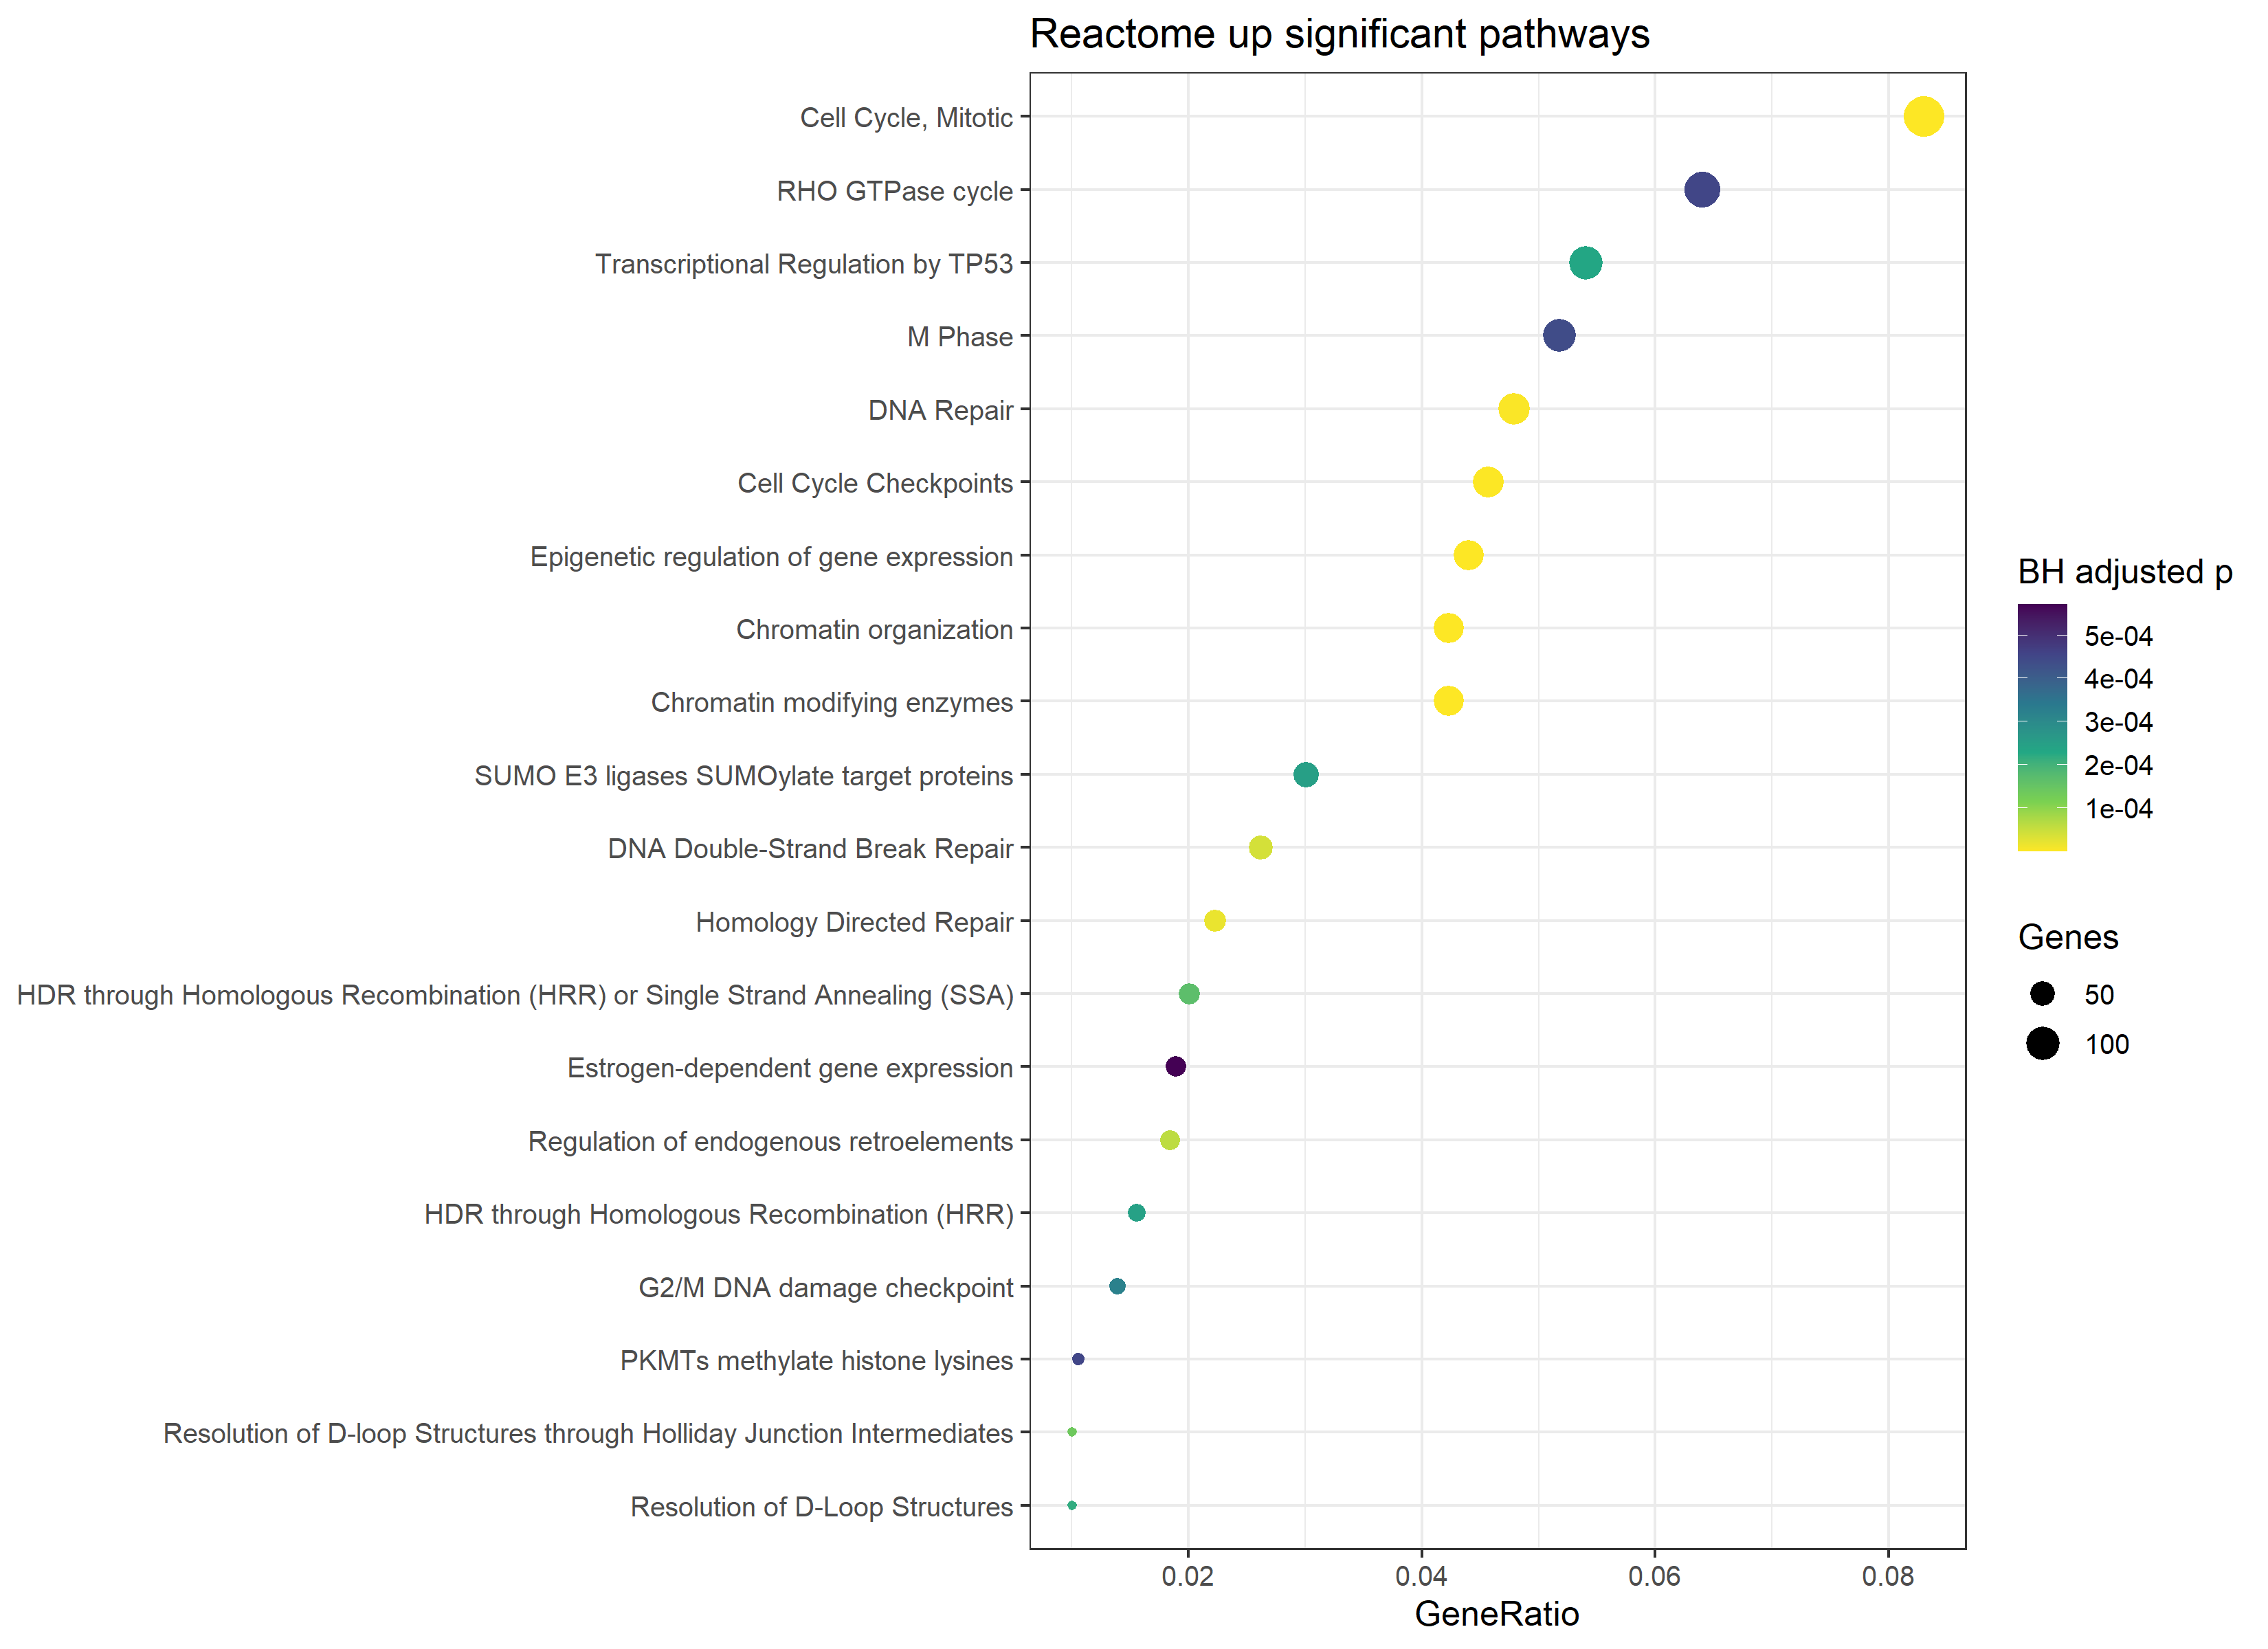 Reactome up significant pathways
Cell Cycle, Mitotic
RHO GTPase cycle
Transcriptional Regulation by TP53
M Phase
DNA Repair
Cell Cycle Checkpoints
Epigenetic regulation of gene expression
Chromatin organization
Chromatin modifying enzymes
SUMO E3 ligases SUMOylate target proteins
DNA Double-Strand Break Repair
Homology Directed Repair
HDR through Homologous Recombination (HRR) or Single Strand Annealing (SSA)
Estrogen-dependent gene expression
Regulation of endogenous retroelements
HDR through Homologous Recombination (HRR)
G2/M DNA damage checkpoint
PKMTs methylate histone lysines
Resolution of D-loop Structures through Holliday Junction Intermediates
Resolution of D-Loop Structures
0.02 0.04 0.06 0.08
GeneRatio
BH adjusted p
5e-04
4e-04
3e-04
2e-04
1e-04
Genes
50
100